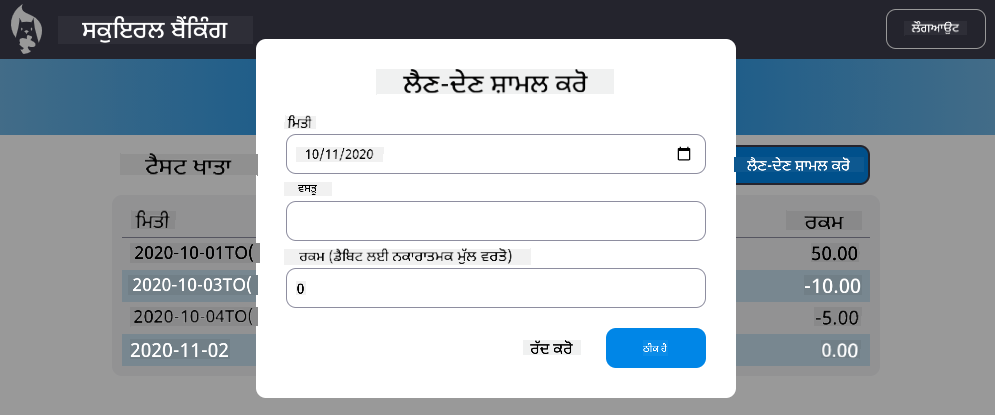 ਸਕੁਇਰਲ ਬੈਂਕਿੰਗ
ਲੌਗਆਉਟ
ਲੈਣ-ਦੇਣ ਸ਼ਾਮਲ ਕਰੋ
ਮਿਤੀ
10/11/2020
ਵਸਤੂ
ਰਕਮ (ਡੈਬਿਟ ਲਈ ਨਕਾਰਾਤਮਕ ਮੁੱਲ ਵਰਤੋ)
0
ਰੱਦ ਕਰੋ
ਠੀਕ ਹੈ
ਟੈਸਟ ਖਾਤਾ
ਲੈਣ-ਦੇਣ ਸ਼ਾਮਲ ਕਰੋ
ਮਿਤੀ ਰਕਮ
2020-10-01TO( 50.00
2020-10-03TO( -10.00
2020-10-04TO( -5.00
2020-11-02 0.00